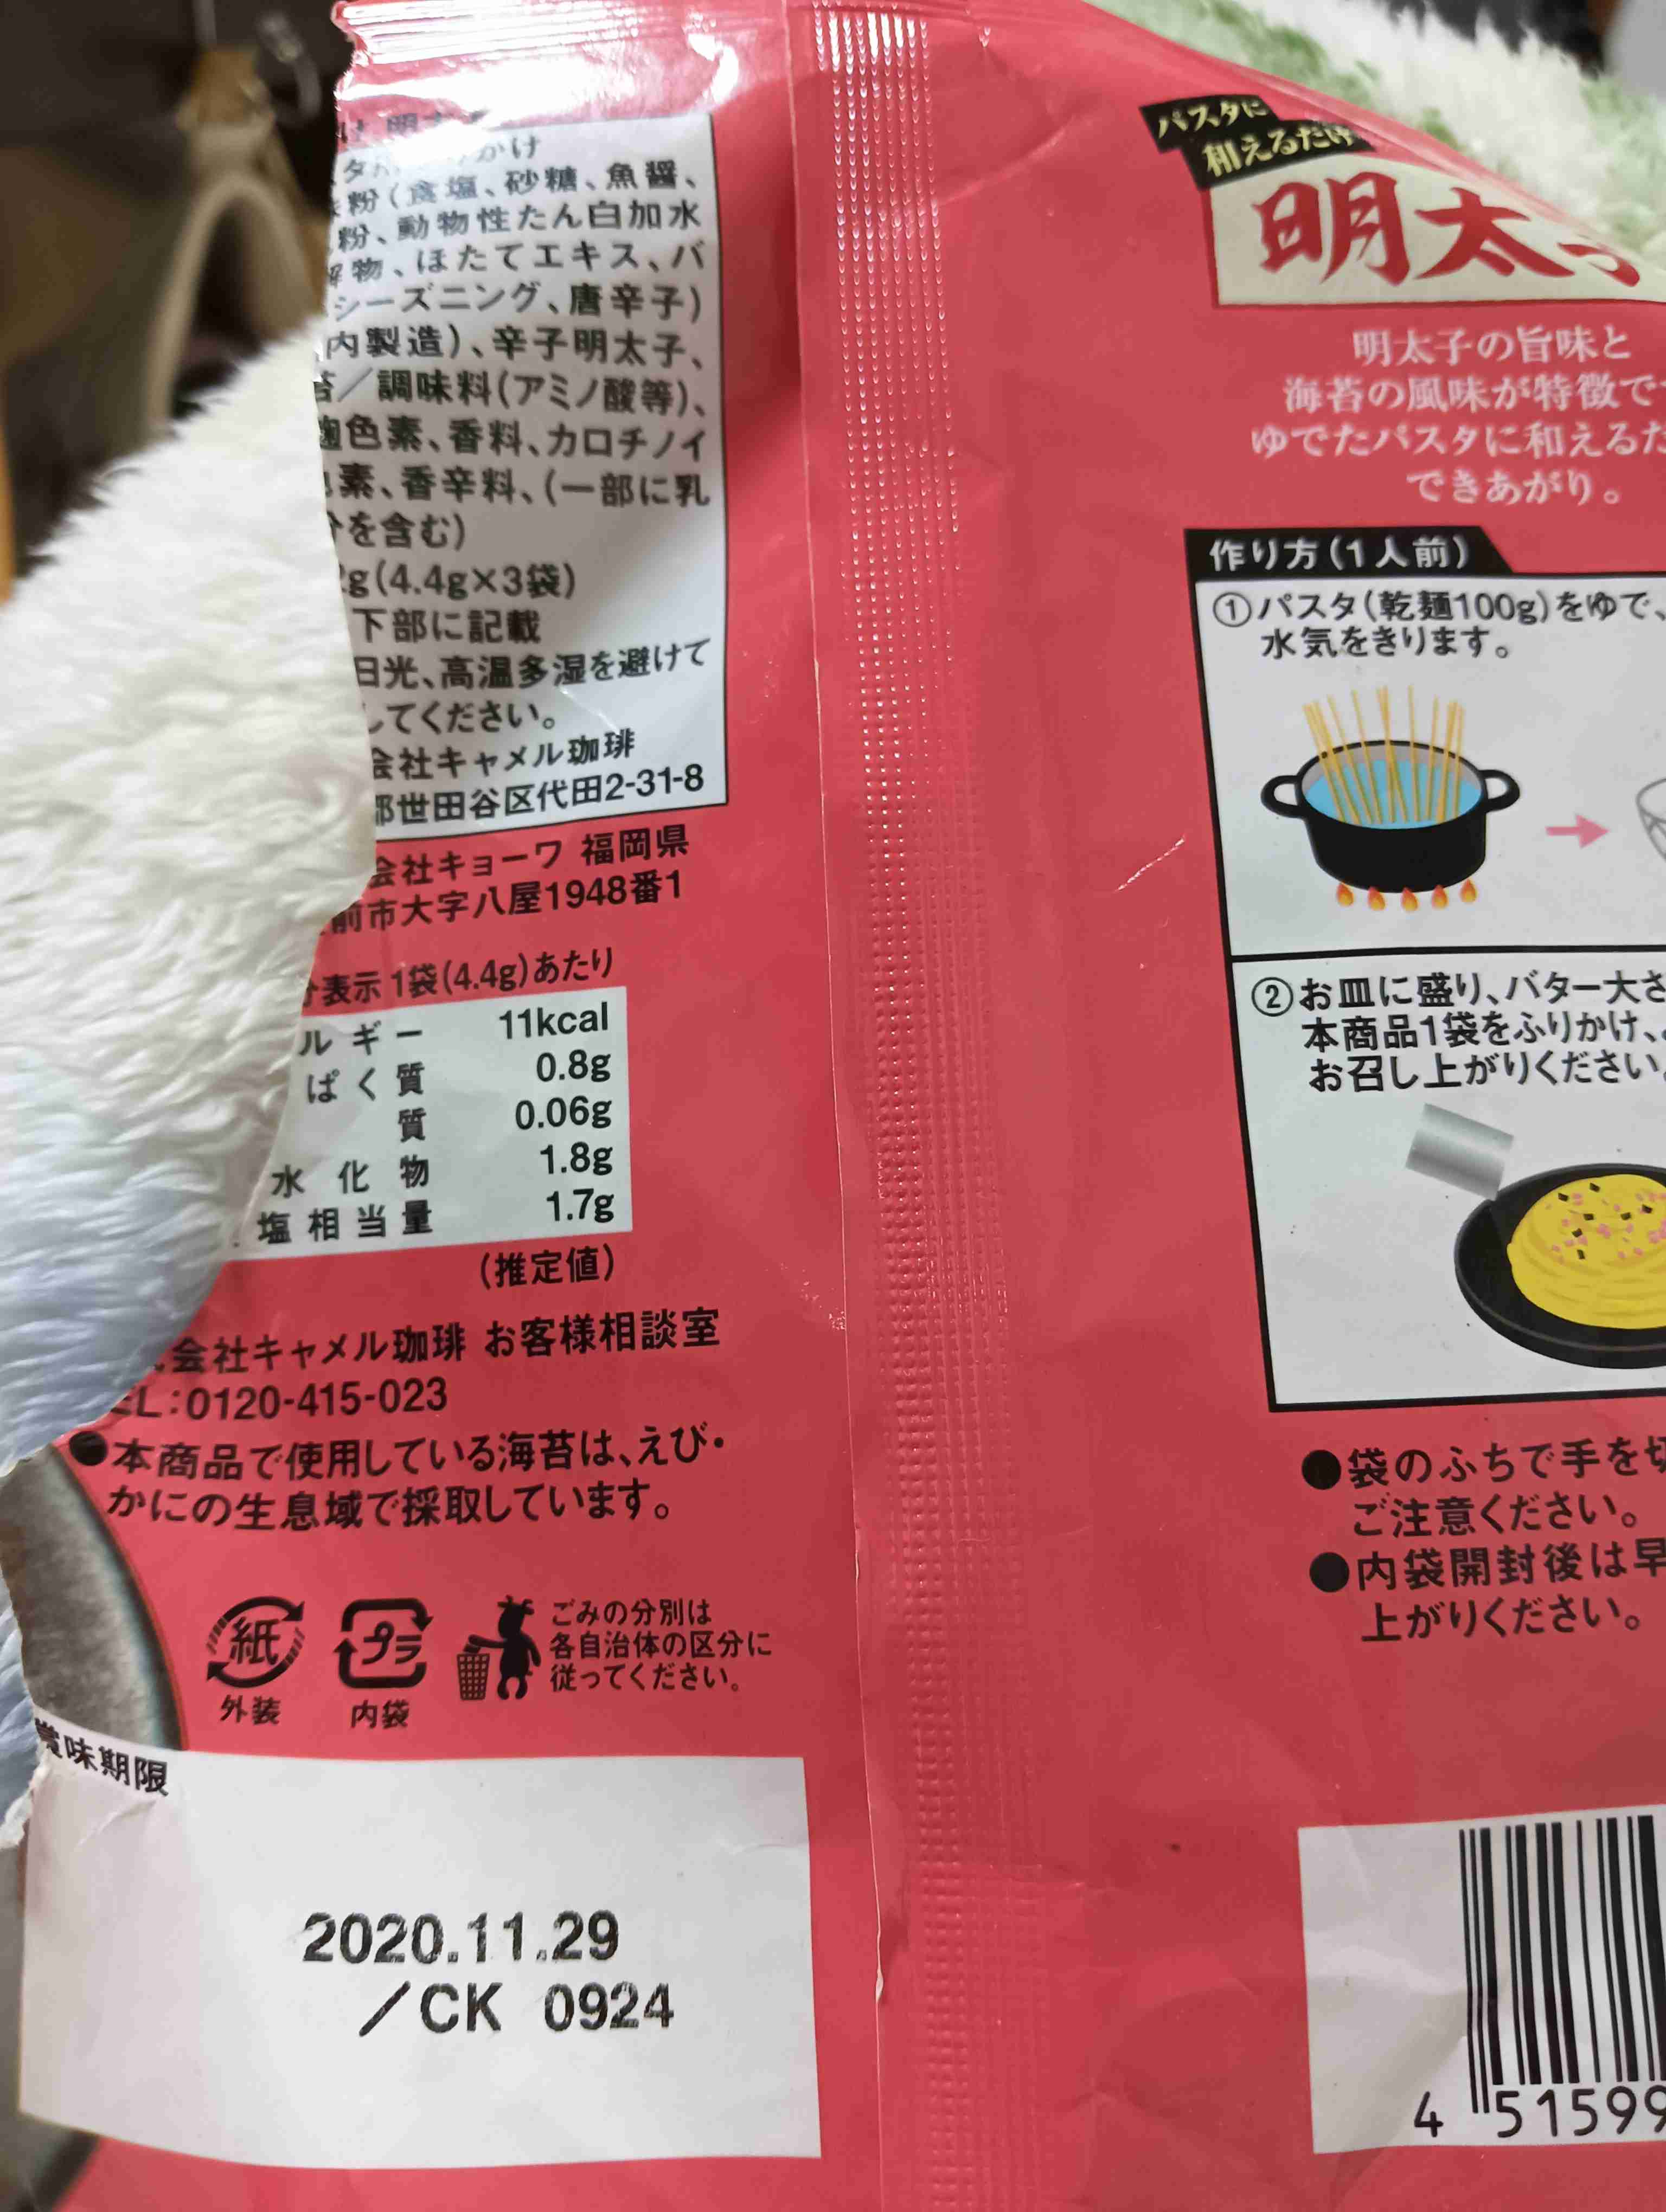 かけ
粉(食塩、砂糖、魚醤、
粉、動物性たん白加水
物、ほたてエキス、バ
シーズニング、唐辛子)
内製造)、辛子明太子、
/調味料(アミノ酸等)、
色素、香料、カロチノイ
素、香辛料、(一部に乳
を含む)
g(4.4g×3袋)
下部に記載
日光、高温多湿を避けて
してください。
会社キャメル珈琲
世田谷区代田2-31-8
会社キョーワ 福岡県
前市大字八屋1948番1
表示 1袋(4.4g)あたり
ルギー 11kcal
ぱく質 0.8g
質 0.06g
水化物 1.8g
塩相当量 1.7g
(推定値)
会社キャメル珈琲 お客様相談室
EL:0120-415-023
●本商品で使用している海苔は、えび・
かにの生息域で採取しています。
紙
外装
プラ
内袋
ごみの分別は
各自治体の区分に
従ってください。
賞味期限
2020.11.29
/CK 0924
パスタに
和えるだけ
明太
明太子の旨味と
海苔の風味が特徴で
ゆでたパスタに和えるだ
できあがり。
作り方(1人前)
①パスタ(乾麺100g)をゆで、
水気をきります。
②お皿に盛り、バター大さ
本商品1袋をふりかけ、
お召し上がりください
●袋のふちで手を切
ご注意ください。
●内袋開封後は早
上がりください。
4 51599